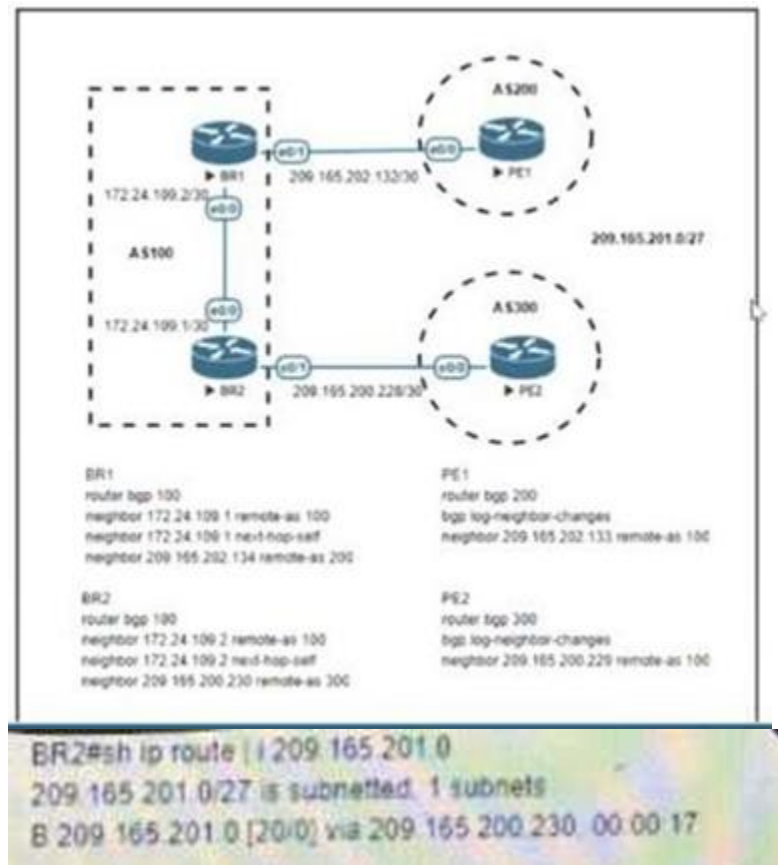 AS200
e0/1
e0/0
BR1
209.165.202.132/30
PE1
172.24.109.2/30
e0/0
209.165.201.0/27
AS100
AS300
e0/0
172.24.109.1/30
e0/1
e0/0
BR2
209.165.200.228/30
PE2
BR1
router bgp 100
neighbor 172.24.109.1 remote-as 100
neighbor 172.24.109.1 next-hop-self
neighbor 209.165.202.134 remote-as 200
PE1
router bgp 200
bgp log-neighbor-changes
neighbor 209.165.202.133 remote-as 100
BR2
router bgp 100
neighbor 172.24.109.2 remote-as 100
neighbor 172.24.109.2 next-hop-self
neighbor 209.165.200.230 remote-as 300
PE2
router bgp 300
bgp log-neighbor-changes
neighbor 209.165.200.229 remote-as 100
BR2#sh ip route | i 209.165.201.0
209.165.201.0/27 is subnetted, 1 subnets
B 209.165.201.0 [20/0] via 209.165.200.230, 00:00:17